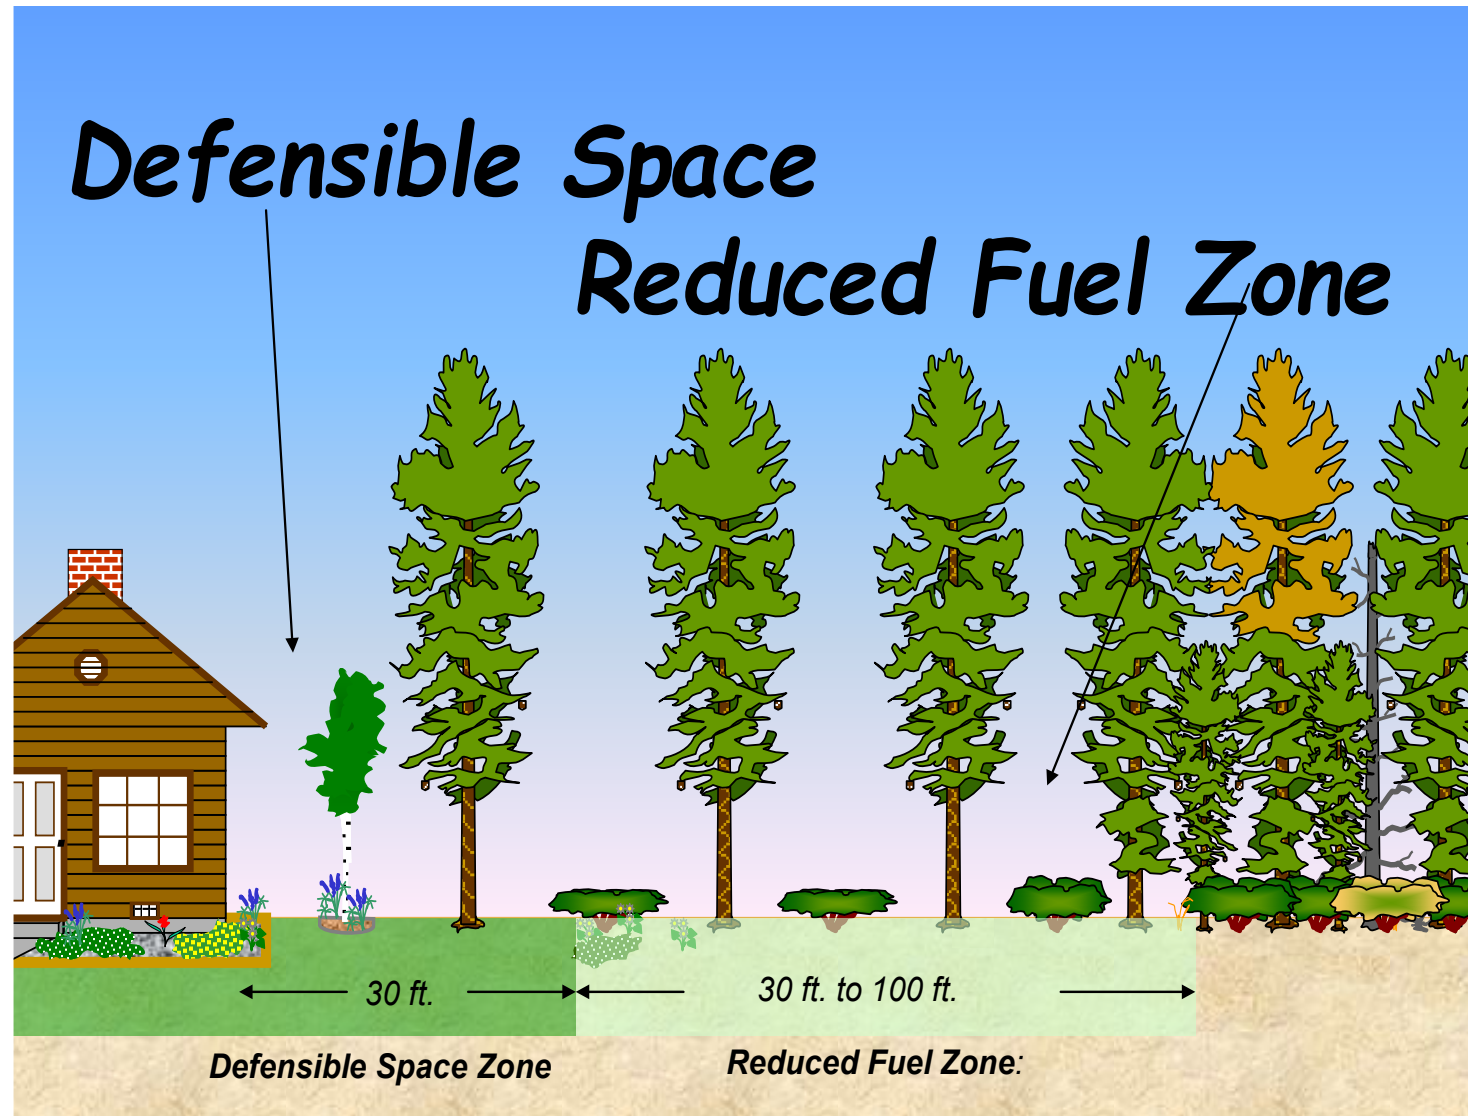 Defensible Space
Reduced Fuel Zone
30 ft.
30 ft. to 100 ft.
Defensible Space Zone
Reduced Fuel Zone: